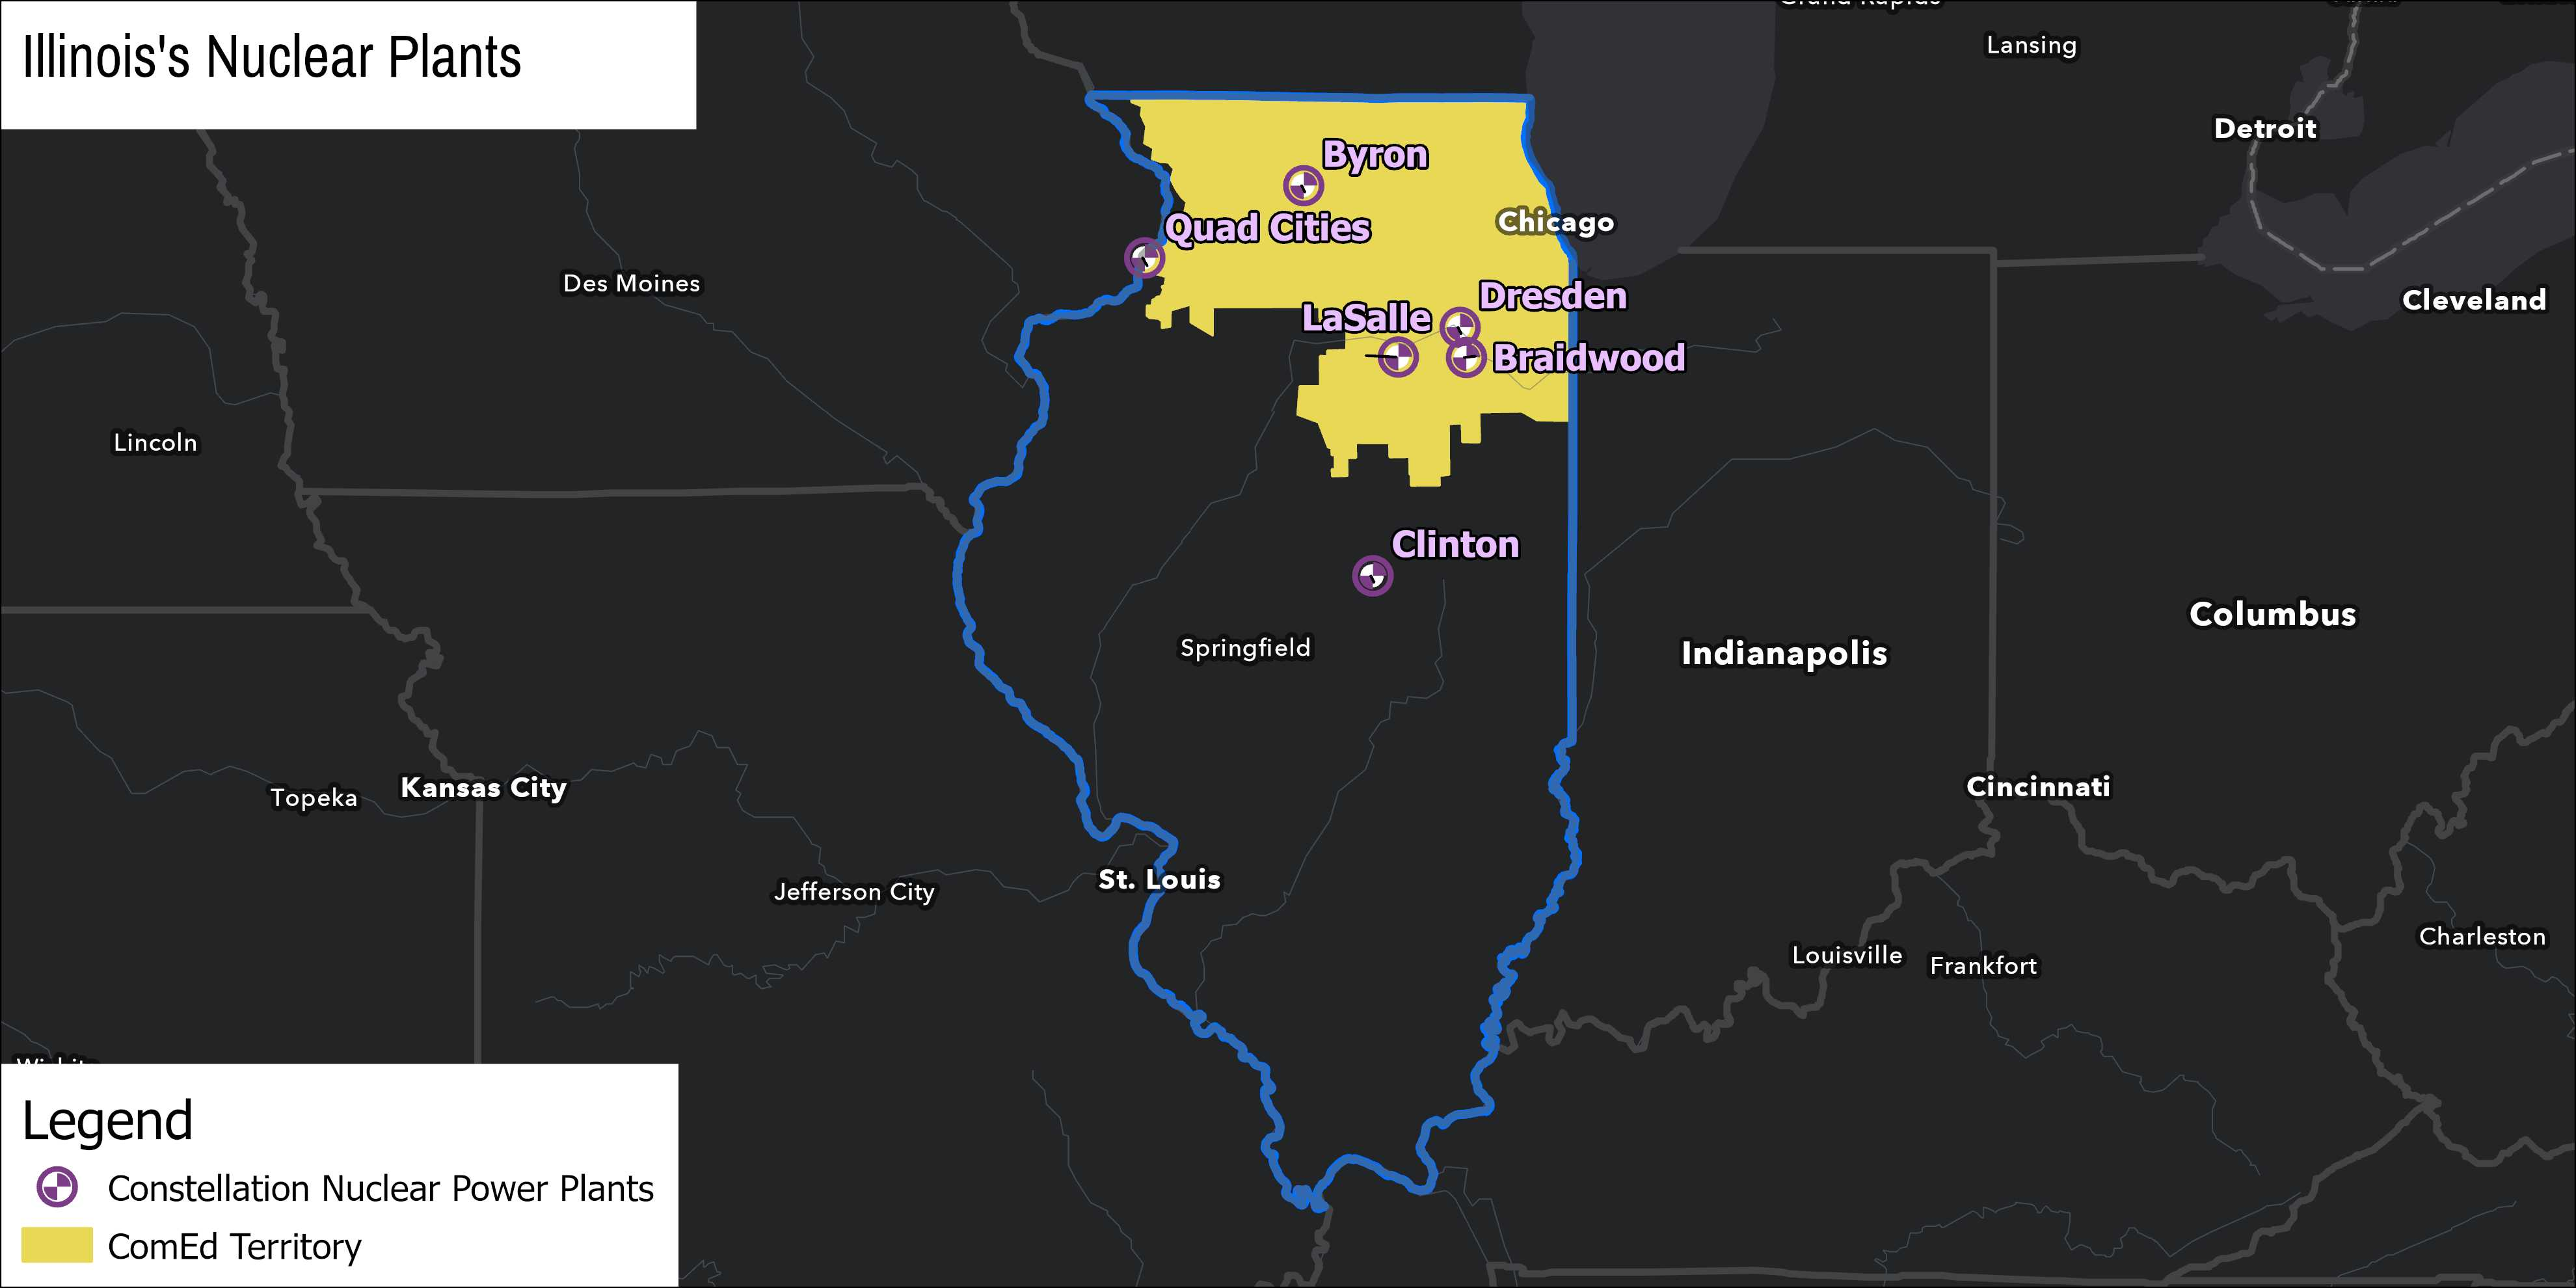 Illinois's Nuclear Plants
Grand Rapids
Lansing
Detroit
Byron
Chicago
Quad Cities
Des Moines
Dresden
Cleveland
LaSalle
Braidwood
Lincoln
Clinton
Columbus
Springfield
Indianapolis
Topeka
Kansas City
Cincinnati
St. Louis
Jefferson City
Charleston
Louisville
Frankfort
Legend
Constellation Nuclear Power Plants
ComEd Territory